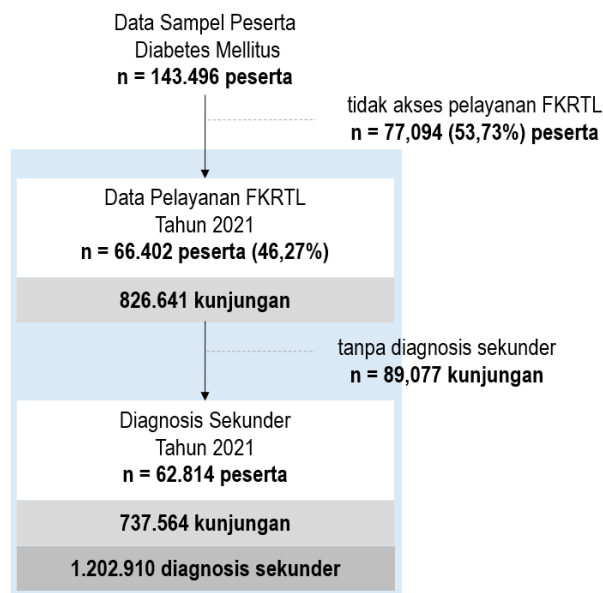 Data Sampel Peserta
Diabetes Mellitus
n = 143.496 peserta
tidak akses pelayanan FKRTL
n = 77,094 (53,73%) peserta
Data Pelayanan FKRTL
Tahun 2021
n = 66.402 peserta (46,27%)
826.641 kunjungan
tanpa diagnosis sekunder
n = 89,077 kunjungan
Diagnosis Sekunder
Tahun 2021
n = 62.814 peserta
737.564 kunjungan
1.202.910 diagnosis sekunder